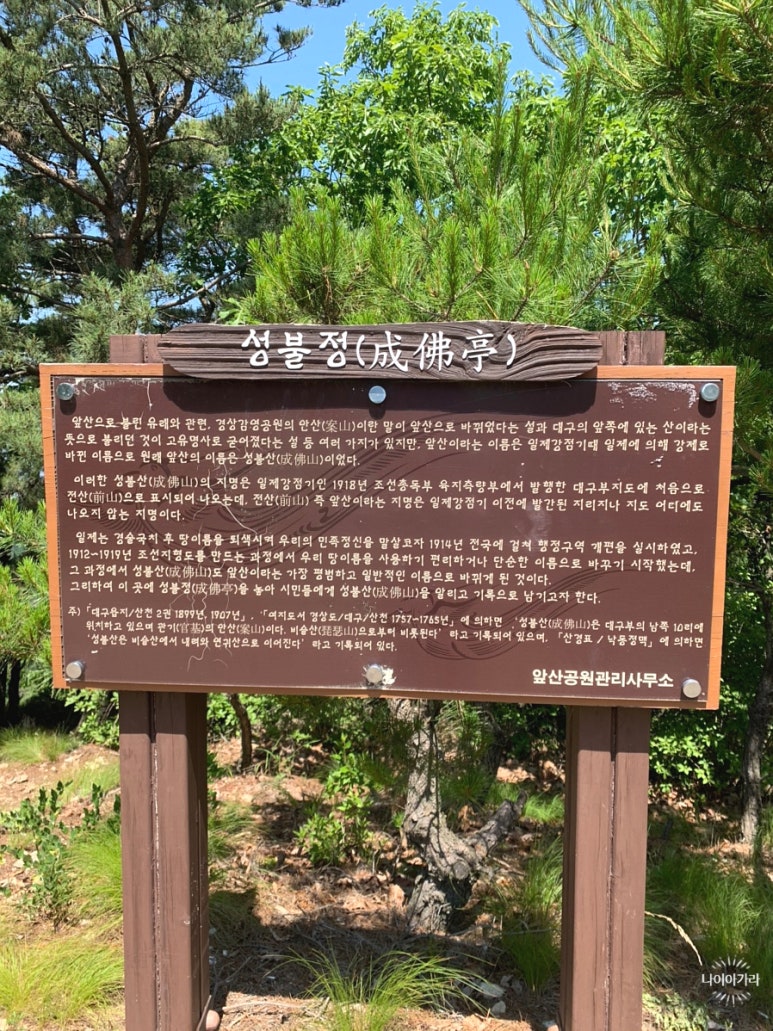 성불정(成佛亭)
앞산으로 불린 유래와 관련, 경상감영공원의 안산(案山)이란 말이 앞산으로 바뀌었다는 설과 대구의 앞쪽에 있는 산이라는
뜻으로 불리던 것이 고유명사로 굳어졌다는 설 등 여러 가지가 있지만, 앞산이라는 이름은 일제강점기때 일제에 의해 강제로
바뀐 이름으로 원래 앞산의 이름은 성불산(成佛山)이었다.
이러한 성불산(成佛山)의 지명은 일제강점기인 1918년 조선총독부 육지측량부에서 발행한 대구부지도에 처음으로
전산(前山)으로 표시되어 나오는데, 전산(前山) 즉 앞산이라는 지명은 일제강점기 이전에 발간된 지리지나 지도 어디에도
나오지 않는 지명이다.
일제는 경술국치 후 땅이름을 퇴색시켜 우리의 민족정신을 말살코자 1914년 전국에 걸쳐 행정구역 개편을 실시하였고,
1912~1919년 조선지형도를 만드는 과정에서 우리 땅이름을 사용하기 편리하거나 단순한 이름으로 바꾸기 시작했는데,
그 과정에서 성불산(成佛山)도 앞산이라는 가장 평범하고 일반적인 이름으로 바뀌게 된 것이다.
그리하여 이 곳에 성불정(成佛亭)을 놓아 시민들에게 성불산(成佛山)을 알리고 기록으로 남기고자 한다.
주) 「대구읍지/산천 2권 1899년, 1907년」, 「여지도서 경상도/대구/산천 1757~1765년」에 의하면 '성불산(成佛山)은 대구부의 남쪽 10리에
위치하고 있으며 관기(官基)의 안산(案山)이다. 비슬산(琵瑟山)으로부터 비롯된다' 라고 기록되어 있으며, 「산경표 / 낙동정맥」에 의하면
'성불산은 비슬산에서 내려와 연귀산으로 이어진다' 라고 기록되어 있다.
앞산공원관리사무소
나이아가라